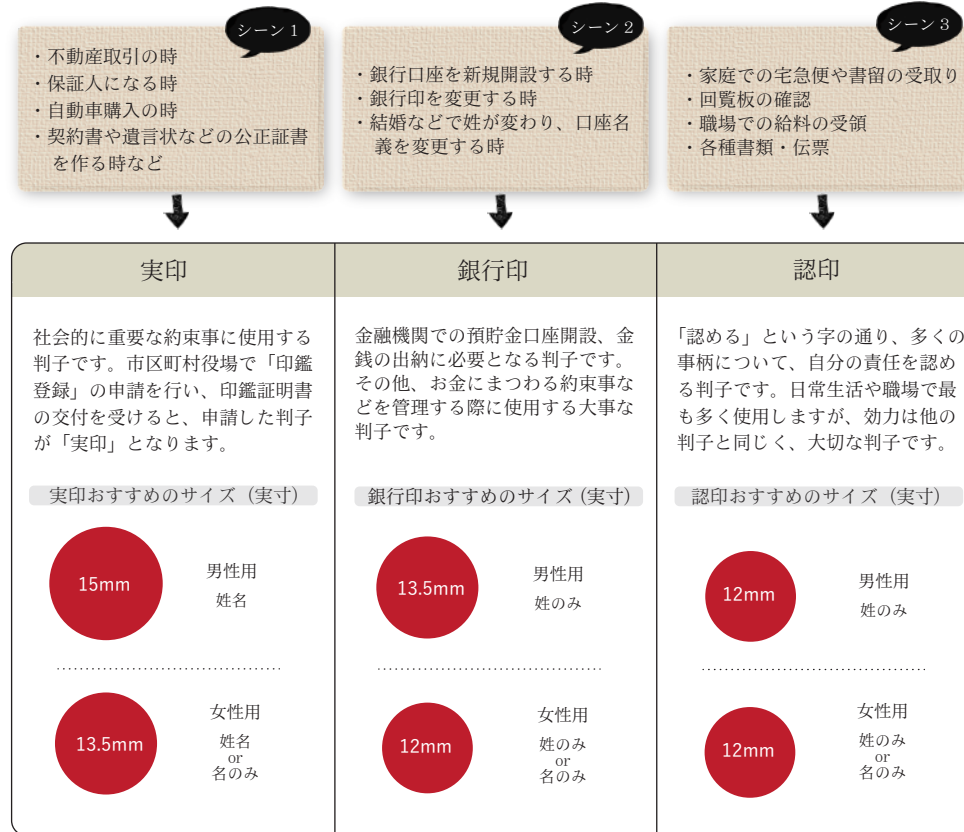 シーン 1
・不動産取引の時
・保証人になる時
・自動車購入の時
・契約書や遺言状などの公正証書
を作る時など
シーン 2
・銀行口座を新規開設する時
・銀行印を変更する時
・結婚などで姓が変わり、口座名
義を変更する時
シーン 3
・家庭での宅急便や書留の受取り
・回覧板の確認
・職場での給料の受領
・各種書類・伝票
実印
社会的に重要な約束事に使用する
判子です。市区町村役場で「印鑑
登録」の申請を行い、印鑑証明書
の交付を受けると、申請した判子
が「実印」となります。
実印おすすめのサイズ（実寸）
15mm
男性用
姓名
13.5mm
女性用
姓名
or
名のみ
銀行印
金融機関での預貯金口座開設、金
銭の出納に必要となる判子です。
その他、お金にまつわる約束事な
どを管理する際に使用する大事な
判子です。
銀行印おすすめのサイズ（実寸）
13.5mm
男性用
姓のみ
12mm
女性用
姓のみ
or
名のみ
認印
「認める」という字の通り、多くの
事柄について、自分の責任を認め
る判子です。日常生活や職場で最
も多く使用しますが、効力は他の
判子と同じく、大切な判子です。
認印おすすめのサイズ（実寸）
12mm
男性用
姓のみ
12mm
女性用
姓のみ
or
名のみ